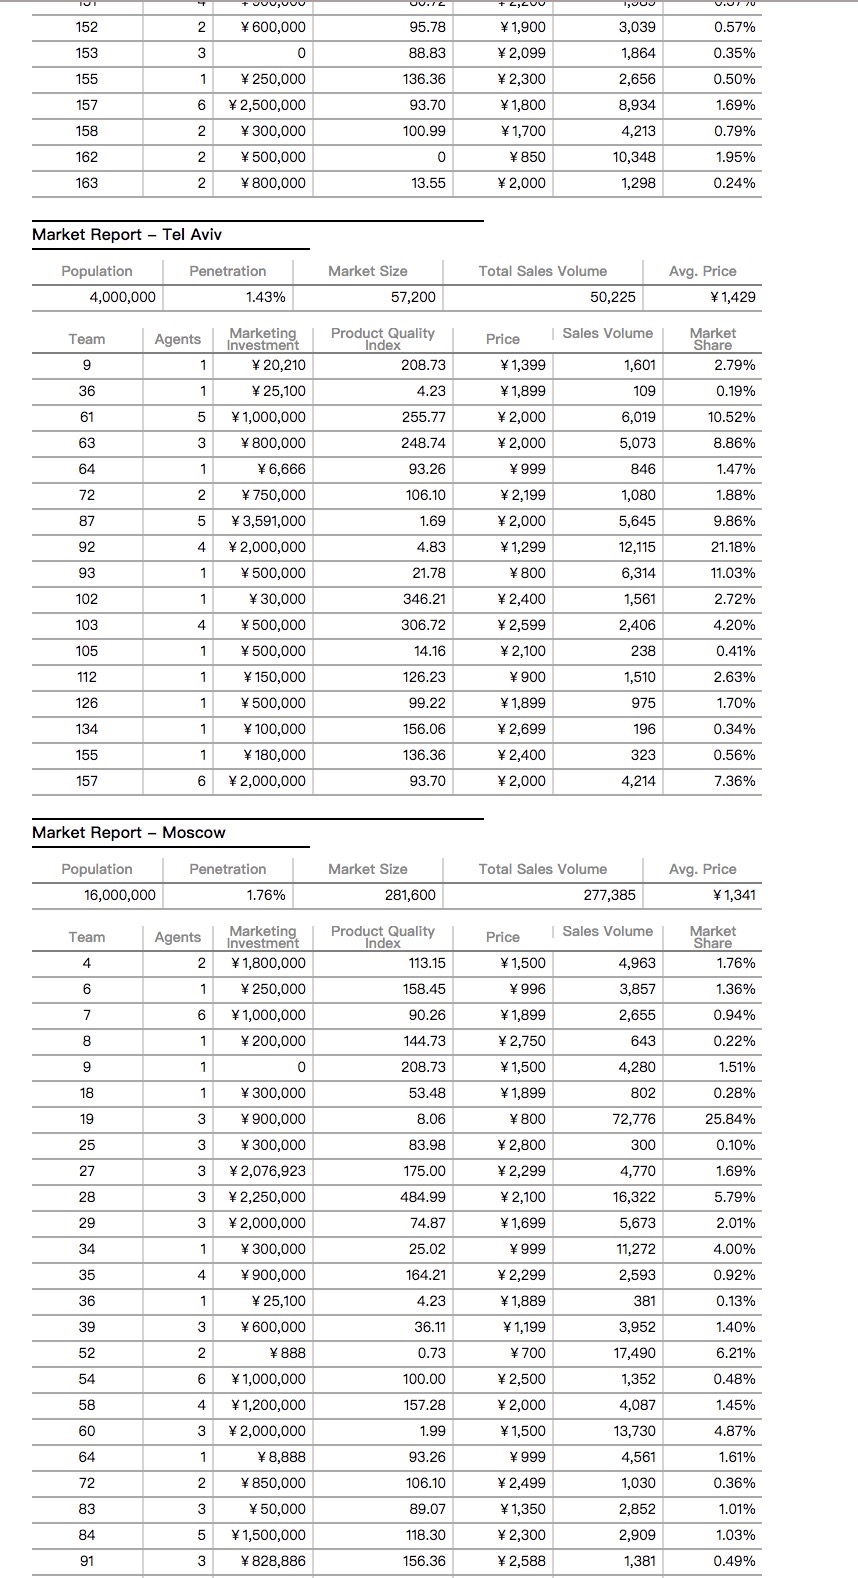 152 2 ¥ 600,000 95.78 ¥ 1,900 3,039 0.57%
153 3 0 88.83 ¥ 2,099 1,864 0.35%
155 1 ¥ 250,000 136.36 ¥ 2,300 2,656 0.50%
157 6 ¥ 2,500,000 93.70 ¥ 1,800 8,934 1.69%
158 2 ¥ 300,000 100.99 ¥ 1,700 4,213 0.79%
162 2 ¥ 500,000 0 ¥ 850 10,348 1.95%
163 2 ¥ 800,000 13.55 ¥ 2,000 1,298 0.24%
Market Report – Tel Aviv
Population Penetration Market Size Total Sales Volume Avg. Price
4,000,000 1.43% 57,200 50,225 ¥ 1,429
Team Agents Marketing Investment Product Quality Index Price Sales Volume Market Share
9 1 ¥ 20,210 208.73 ¥ 1,399 1,601 2.79%
36 1 ¥ 25,100 4.23 ¥ 1,899 109 0.19%
61 5 ¥ 1,000,000 255.77 ¥ 2,000 6,019 10.52%
63 3 ¥ 800,000 248.74 ¥ 2,000 5,073 8.86%
64 1 ¥ 6,666 93.26 ¥ 999 846 1.47%
72 2 ¥ 750,000 106.10 ¥ 2,199 1,080 1.88%
87 5 ¥ 3,591,000 1.69 ¥ 2,000 5,645 9.86%
92 4 ¥ 2,000,000 4.83 ¥ 1,299 12,115 21.18%
93 1 ¥ 500,000 21.78 ¥ 800 6,314 11.03%
102 1 ¥ 30,000 346.21 ¥ 2,400 1,561 2.72%
103 4 ¥ 500,000 306.72 ¥ 2,599 2,406 4.20%
105 1 ¥ 500,000 14.16 ¥ 2,100 238 0.41%
112 1 ¥ 150,000 126.23 ¥ 900 1,510 2.63%
126 1 ¥ 500,000 99.22 ¥ 1,899 975 1.70%
134 1 ¥ 100,000 156.06 ¥ 2,699 196 0.34%
155 1 ¥ 180,000 136.36 ¥ 2,400 323 0.56%
157 6 ¥ 2,000,000 93.70 ¥ 2,000 4,214 7.36%
Market Report – Moscow
Population Penetration Market Size Total Sales Volume Avg. Price
16,000,000 1.76% 281,600 277,385 ¥ 1,341
Team Agents Marketing Investment Product Quality Index Price Sales Volume Market Share
4 2 ¥ 1,800,000 113.15 ¥ 1,500 4,963 1.76%
6 1 ¥ 250,000 158.45 ¥ 996 3,857 1.36%
7 6 ¥ 1,000,000 90.26 ¥ 1,899 2,655 0.94%
8 1 ¥ 200,000 144.73 ¥ 2,750 643 0.22%
9 1 0 208.73 ¥ 1,500 4,280 1.51%
18 1 ¥ 300,000 53.48 ¥ 1,899 802 0.28%
19 3 ¥ 900,000 8.06 ¥ 800 72,776 25.84%
25 3 ¥ 300,000 83.98 ¥ 2,800 300 0.10%
27 3 ¥ 2,076,923 175.00 ¥ 2,299 4,770 1.69%
28 3 ¥ 2,250,000 484.99 ¥ 2,100 16,322 5.79%
29 3 ¥ 2,000,000 74.87 ¥ 1,699 5,673 2.01%
34 1 ¥ 300,000 25.02 ¥ 999 11,272 4.00%
35 4 ¥ 900,000 164.21 ¥ 2,299 2,593 0.92%
36 1 ¥ 25,100 4.23 ¥ 1,889 381 0.13%
39 3 ¥ 600,000 36.11 ¥ 1,199 3,952 1.40%
52 2 ¥ 888 0.73 ¥ 700 17,490 6.21%
54 6 ¥ 1,000,000 100.00 ¥ 2,500 1,352 0.48%
58 4 ¥ 1,200,000 157.28 ¥ 2,000 4,087 1.45%
60 3 ¥ 2,000,000 1.99 ¥ 1,500 13,730 4.87%
64 1 ¥ 8,888 93.26 ¥ 999 4,561 1.61%
72 2 ¥ 850,000 106.10 ¥ 2,499 1,030 0.36%
83 3 ¥ 50,000 89.07 ¥ 1,350 2,852 1.01%
84 5 ¥ 1,500,000 118.30 ¥ 2,300 2,909 1.03%
91 3 ¥ 828,886 156.36 ¥ 2,588 1,381 0.49%